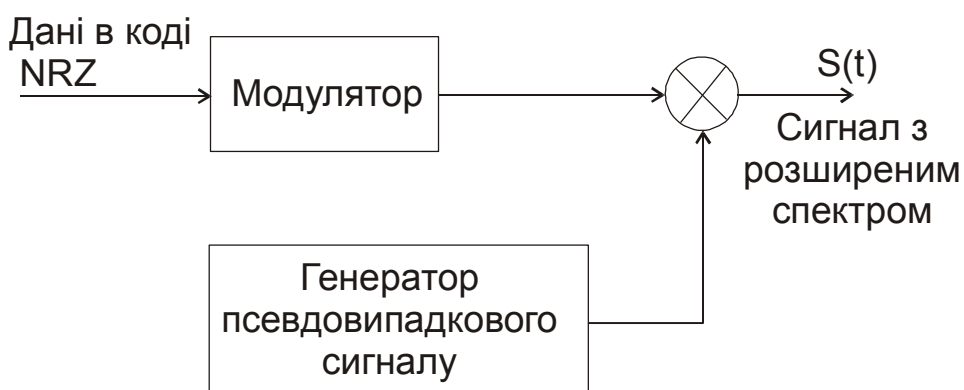 Дані в коді
NRZ
Модулятор
S(t)
Сигнал з
розширеним
спектром
Генератор
псевдовипадкового
сигналу